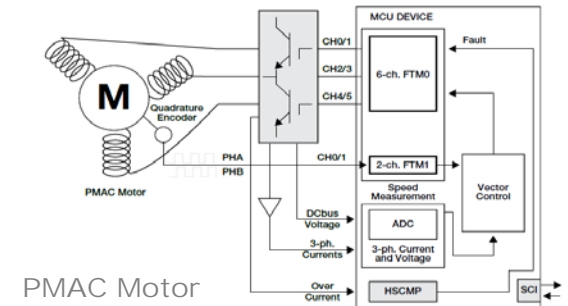 MCU DEVICE
CH0/1
Fault
CH2/3
6-ch. FTM0
CH4/5
M
Quadrature
Encoder
PHA
PHB
CH0/1
2-ch. FTM1
PMAC Motor
Speed
Measurement
Vector
Control
DCbus
Voltage
ADC
3-ph.
Currents
3-ph. Current
and Voltage
PMAC Motor
Over
Current
HSCMP
SCI